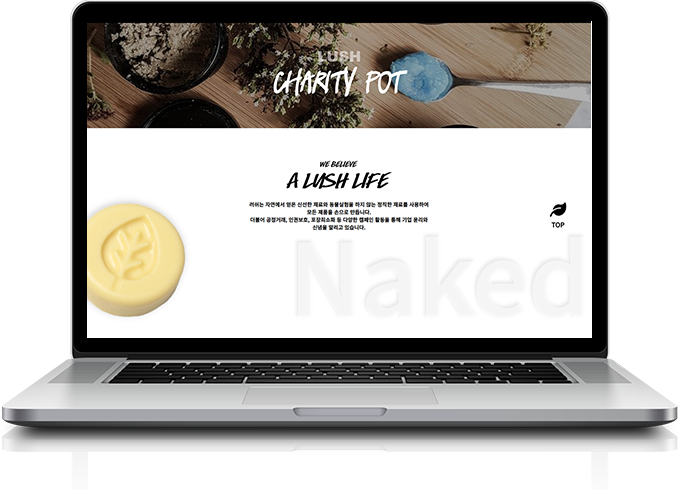 LUSH
CHARITY POT
WE BELIEVE
A LUSH LIFE
러쉬는 자연에서 얻은 신선한 재료와 동물실험을 하지 않는 정직한 재료를 사용하여
모든 제품을 손으로 만듭니다.
더불어 공정거래, 인권보호, 포장최소화 등 다양한 캠페인 활동을 통해 기업 윤리와
신념을 알리고 있습니다.
TOP
Naked